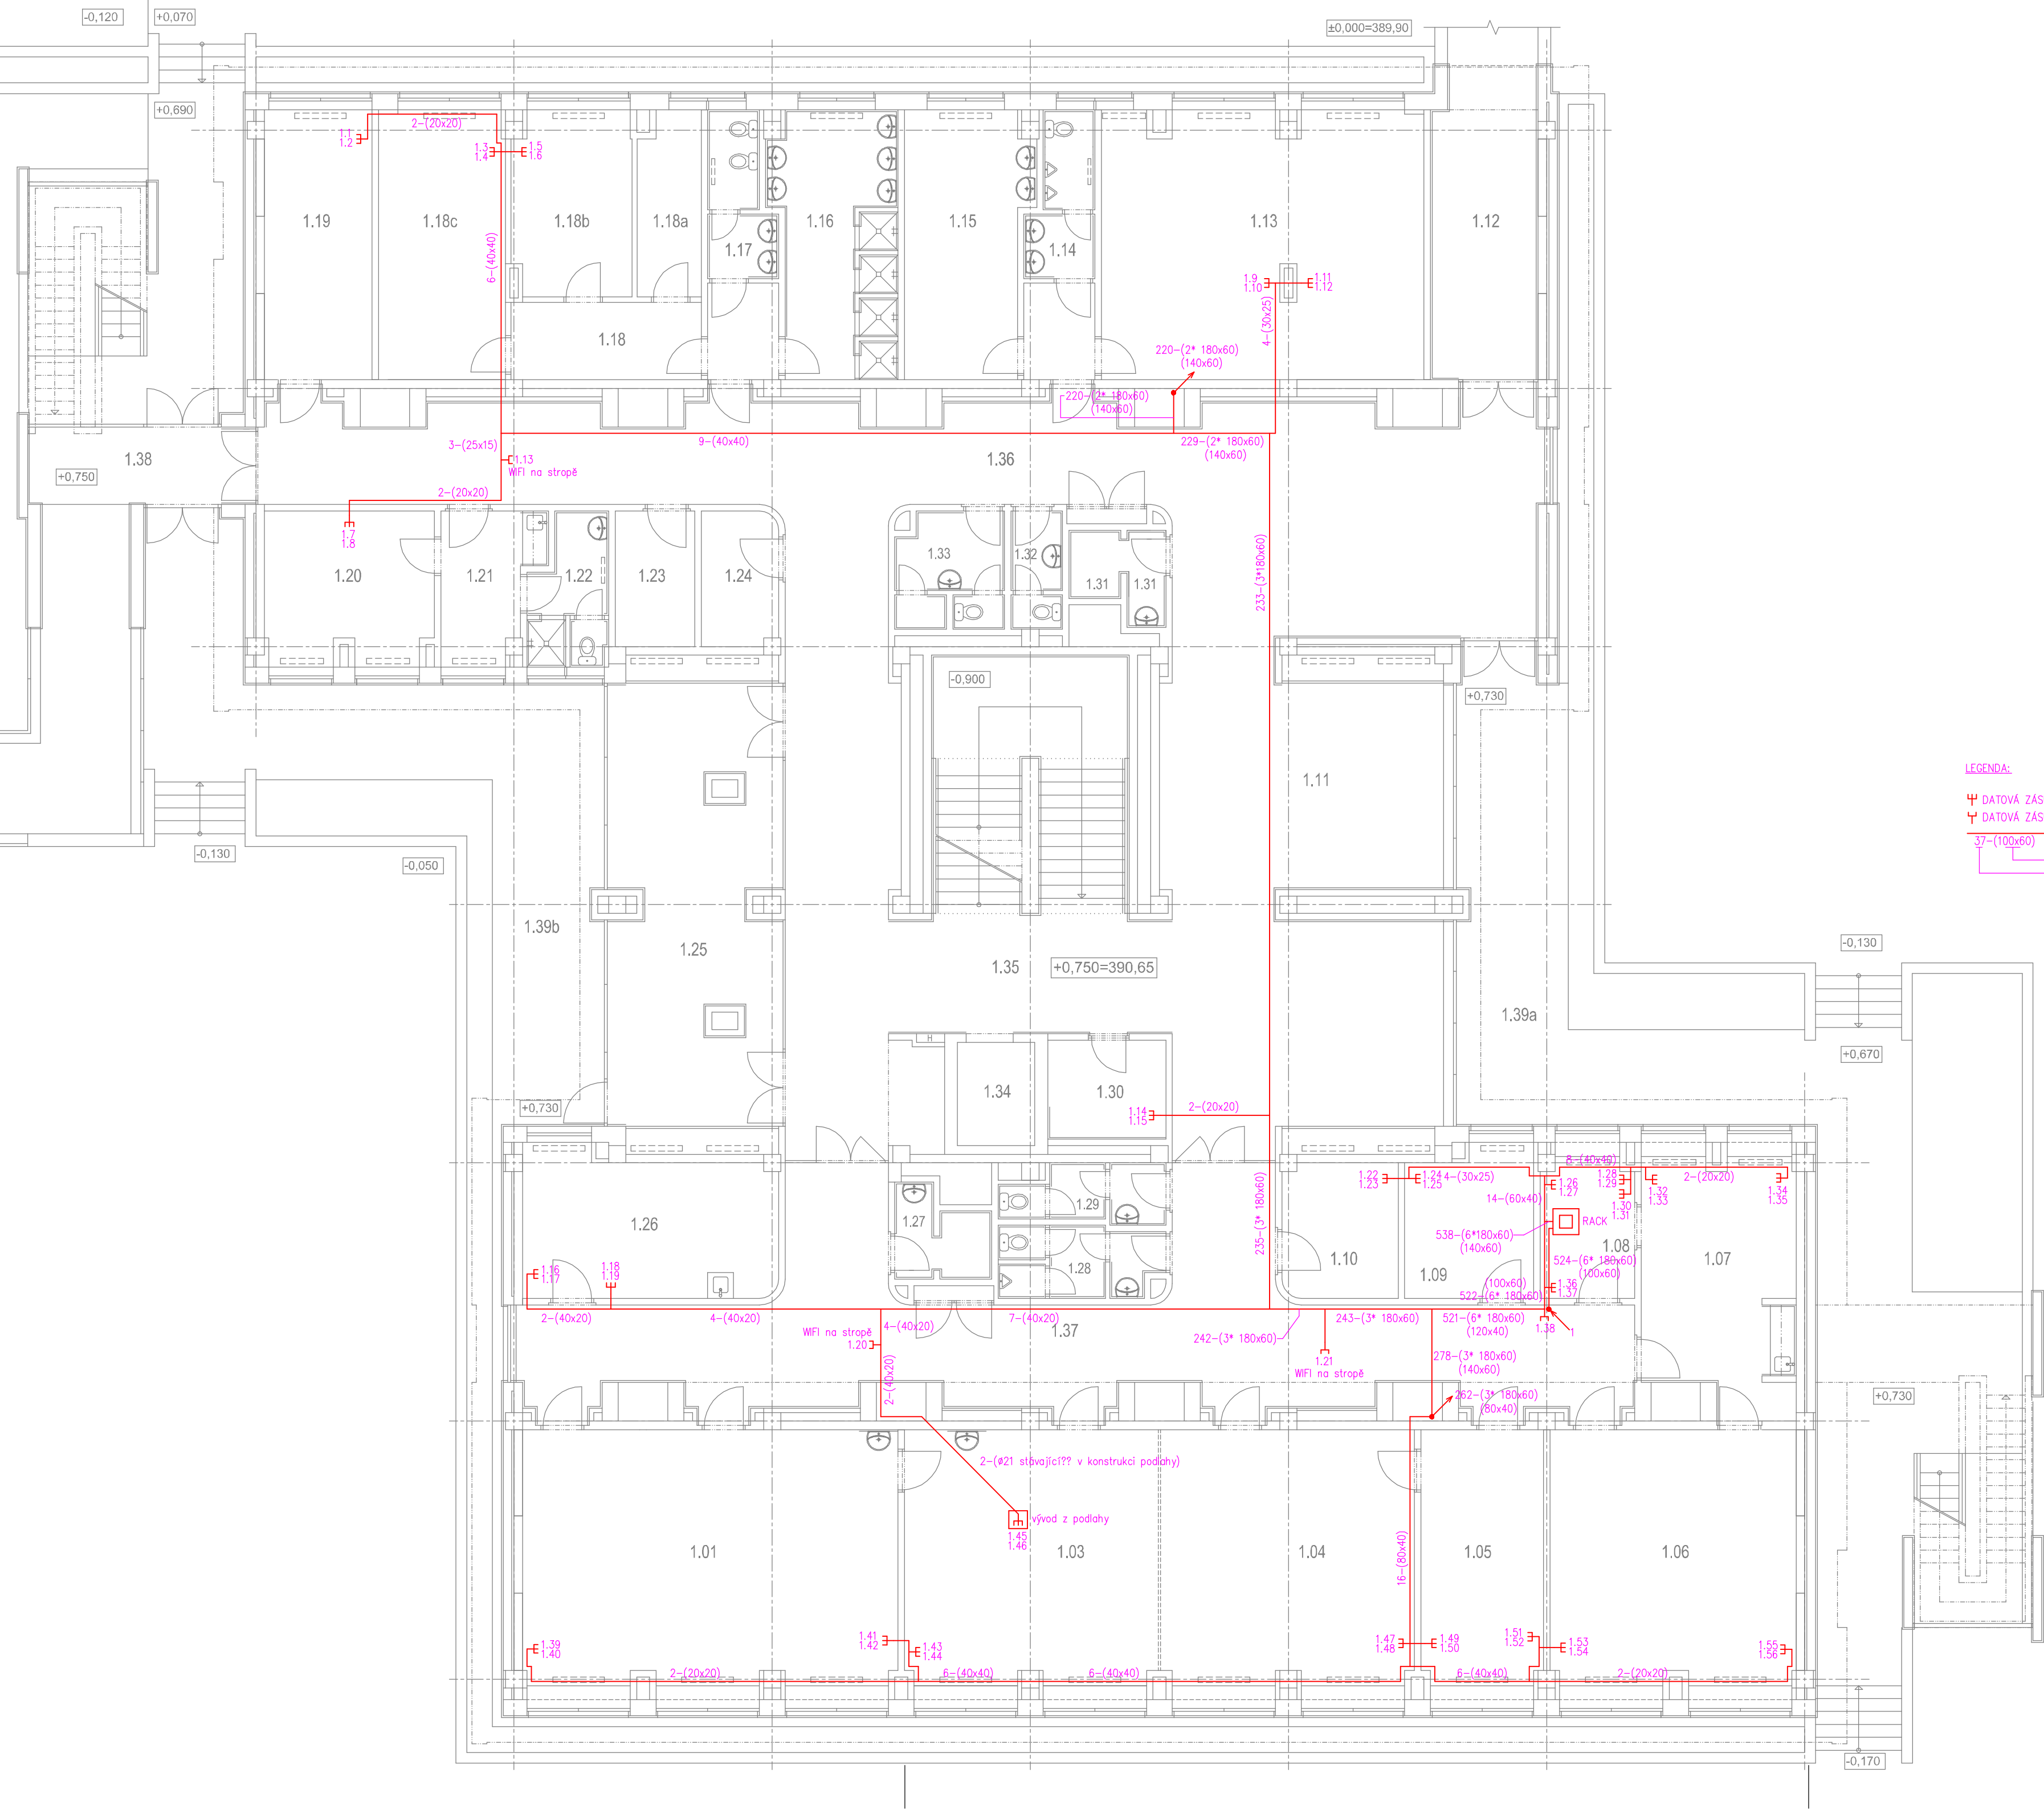 -0,120
+0,070
±0,000=389,90
+0,690
2-(20x20)
1.1
1.2
1.3
1.4
1.5
1.6
1.19
1.18c
1.18b
1.18a
1.17
1.16
1.15
1.14
1.13
1.12
6-(40x40)
1.9
1.10
1.11
1.12
4-(30x25)
1.18
220-(2* 180x60)
(140x60)
220-(2* 180x60)
(140x60)
3-(25x15)
9-(40x40)
229-(2* 180x60)
(140x60)
1.38
1.13
WIFI na stropě
1.36
+0,750
2-(20x20)
1.7
1.8
1.20
1.21
1.22
1.23
1.24
1.33
1.32
1.31
1.31
233-(3*180x60)
-0,900
+0,730
1.11
LEGENDA:
DATOVÁ ZÁS
DATOVÁ ZÁS
37-(100x60)
-0,130
-0,050
1.39b
1.25
1.35
+0,750=390,65
-0,130
1.39a
+0,670
1.34
1.30
+0,730
1.14
1.15
2-(20x20)
8-(40x40)
1.22
1.23
1.24
1.25
4-(30x25)
1.26
1.27
1.28
1.29
1.30
1.31
1.32
1.33
2-(20x20)
1.34
1.35
14-(60x40)
1.26
1.27
1.29
1.28
235-(3* 180x60)
538-(6*180x60)
(140x60)
RACK
1.10
1.09
1.08
1.07
524-(6* 180x60)
(100x60)
1.16
1.17
1.18
1.19
(100x60)
522-(6* 180x60)
1.36
1.37
2-(40x20)
4-(40x20)
4-(40x20)
7-(40x20)
243-(3* 180x60)
521-(6* 180x60)
(120x40)
1.38
1
WIFI na stropě
1.20
1.37
242-(3* 180x60)
1.21
WIFI na stropě
278-(3* 180x60)
(140x60)
2-(40x20)
262-(3* 180x60)
(80x40)
+0,730
2-(ø21 stávající?? v konstrukci podlahy)
vývod z podlahy
1.45
1.46
1.01
1.03
1.04
1.05
1.06
16-(80x40)
1.39
1.40
1.41
1.42
1.43
1.44
1.47
1.48
1.49
1.50
1.51
1.52
1.53
1.54
1.55
1.56
2-(20x20)
6-(40x40)
6-(40x40)
6-(40x40)
2-(20x20)
-0,170